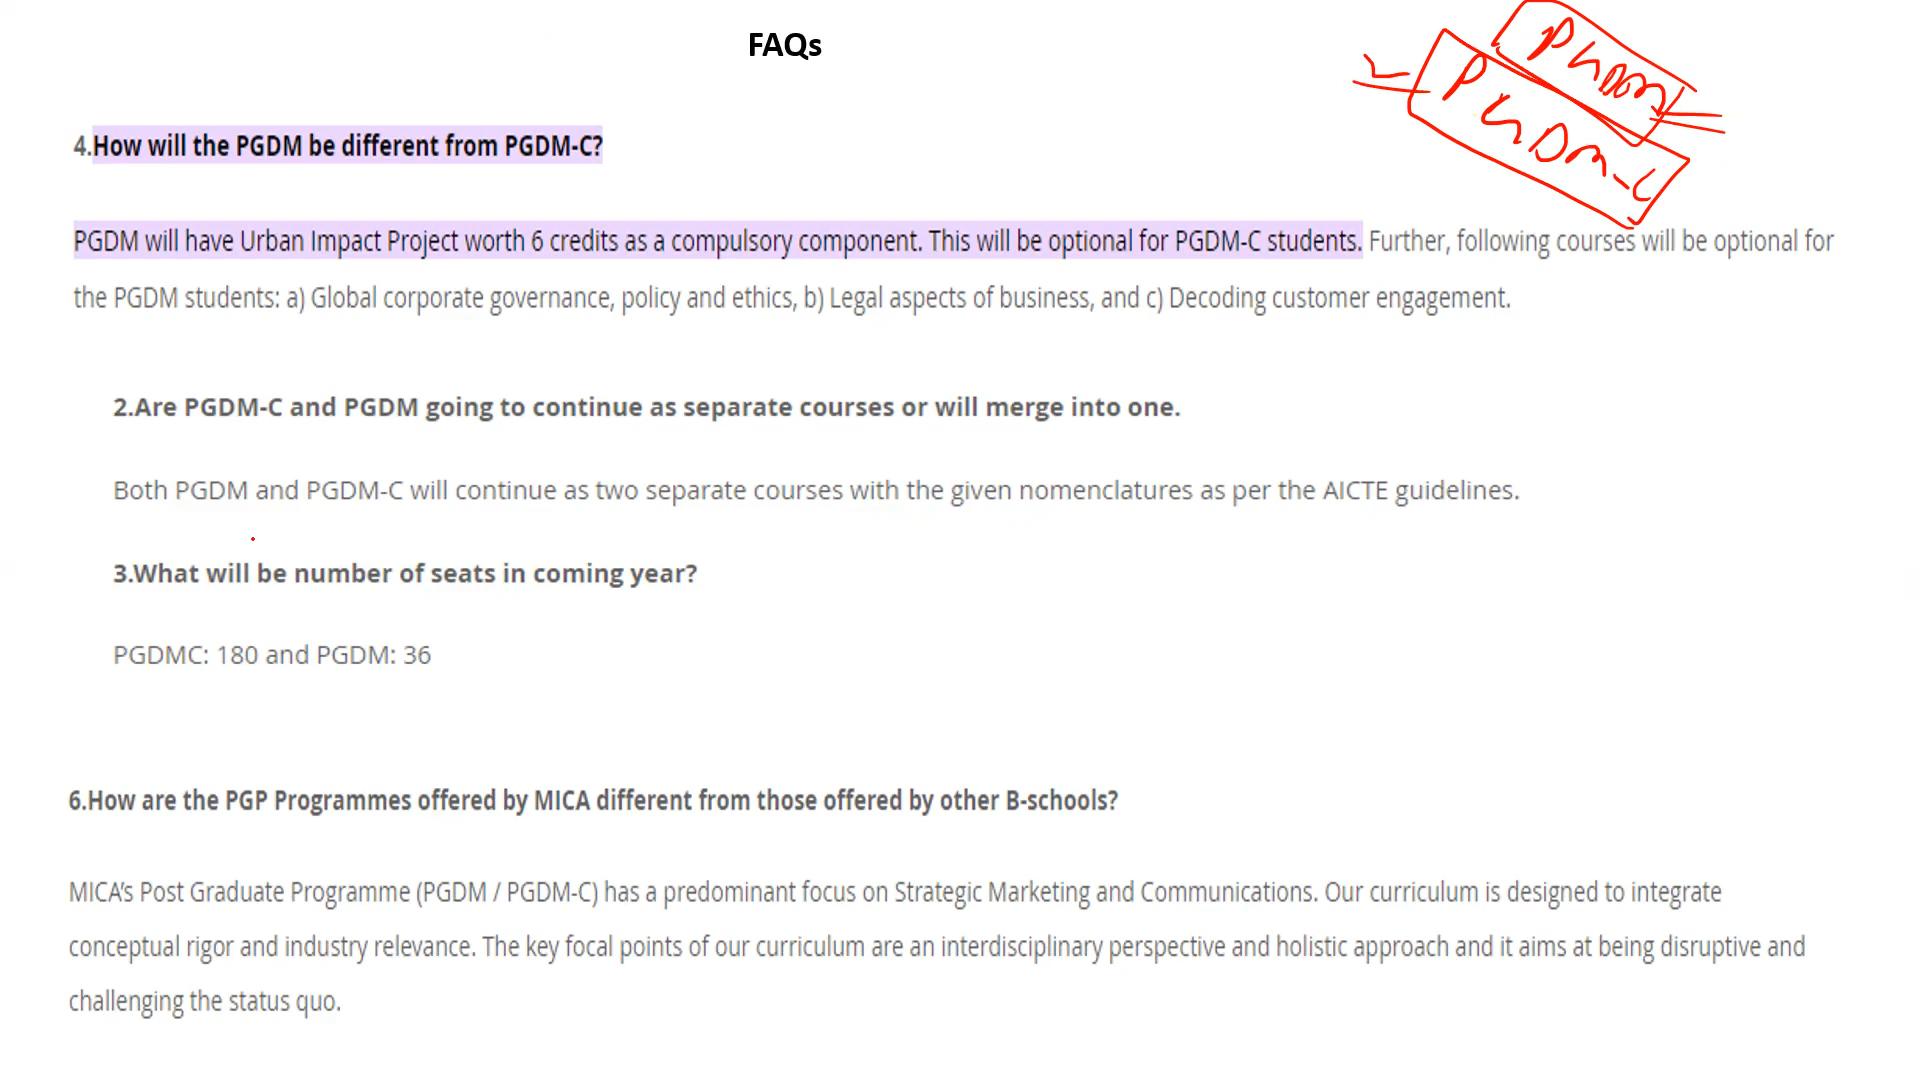 FAQs
PGDM
PGDM-C
4.How will the PGDM be different from PGDM-C?
PGDM will have Urban Impact Project worth 6 credits as a compulsory component. This will be optional for PGDM-C students. Further, following courses will be optional for
the PGDM students: a) Global corporate governance, policy and ethics, b) Legal aspects of business, and c) Decoding customer engagement.
2.Are PGDM-C and PGDM going to continue as separate courses or will merge into one.
Both PGDM and PGDM-C will continue as two separate courses with the given nomenclatures as per the AICTE guidelines.
3.What will be number of seats in coming year?
PGDMC: 180 and PGDM: 36
6.How are the PGP Programmes offered by MICA different from those offered by other B-schools?
MICA’s Post Graduate Programme (PGDM / PGDM-C) has a predominant focus on Strategic Marketing and Communications. Our curriculum is designed to integrate
conceptual rigor and industry relevance. The key focal points of our curriculum are an interdisciplinary perspective and holistic approach and it aims at being disruptive and
challenging the status quo.